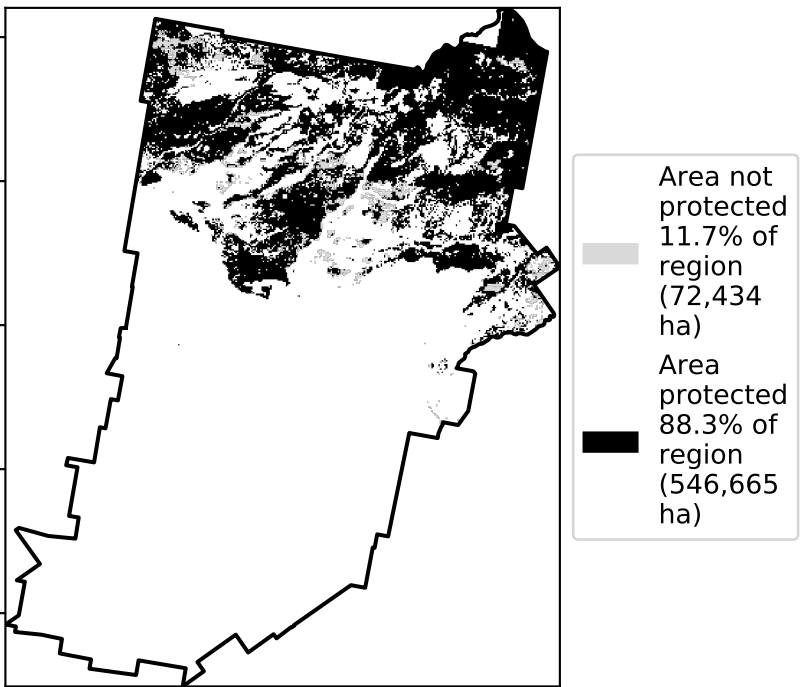 Area not
protected
11.7% of
region
(72,434
ha)
Area
protected
88.3% of
region
(546,665
ha)